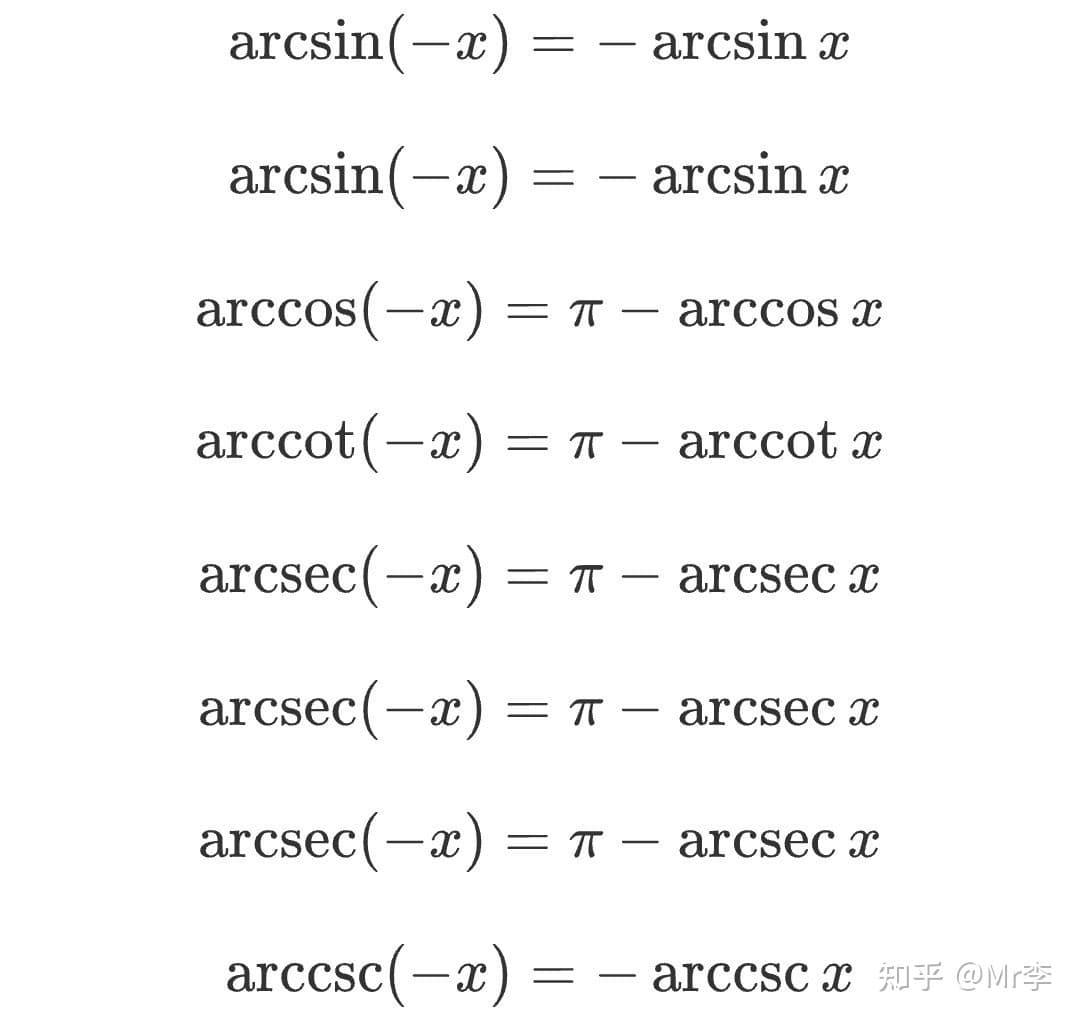 arcsin(−x) = − arcsin x
arcsin(−x) = − arcsin x
arccos(−x) = π − arccos x
arccot(−x) = π − arccot x
arcsec(−x) = π − arcsec x
arcsec(−x) = π − arcsec x
arcsec(−x) = π − arcsec x
arccsc(−x) = − arccsc x
知乎 @Mr李